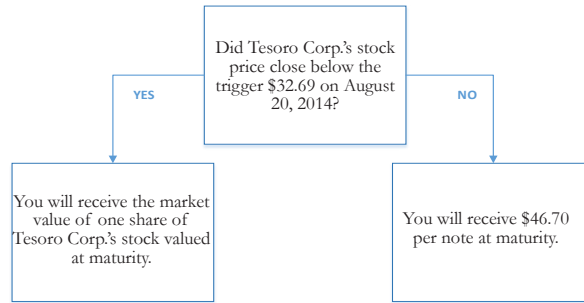 Did Tesoro Corp.'s stock
price close below the
trigger $32.69 on August
20, 2014?
YES
NO
You will receive the market
value of one share of
Tesoro Corp.'s stock valued
at maturity.
You will receive $46.70
per note at maturity.